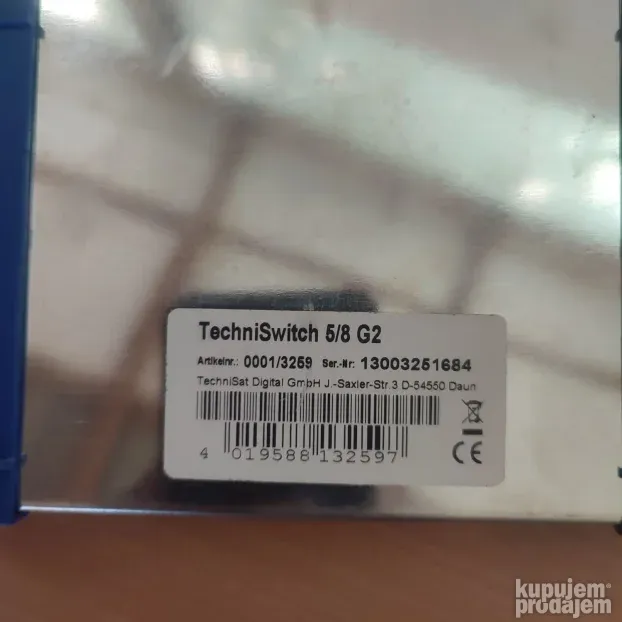 TechniSwitch 5/8 G2
Artikelnr.: 0001/3259 Ser.-Nr: 13003251684
TechniSat Digital GmbH J.-Saxler-Str.3 D-54550 Daun
4 019588 132597
CE
kupujem
prodajem